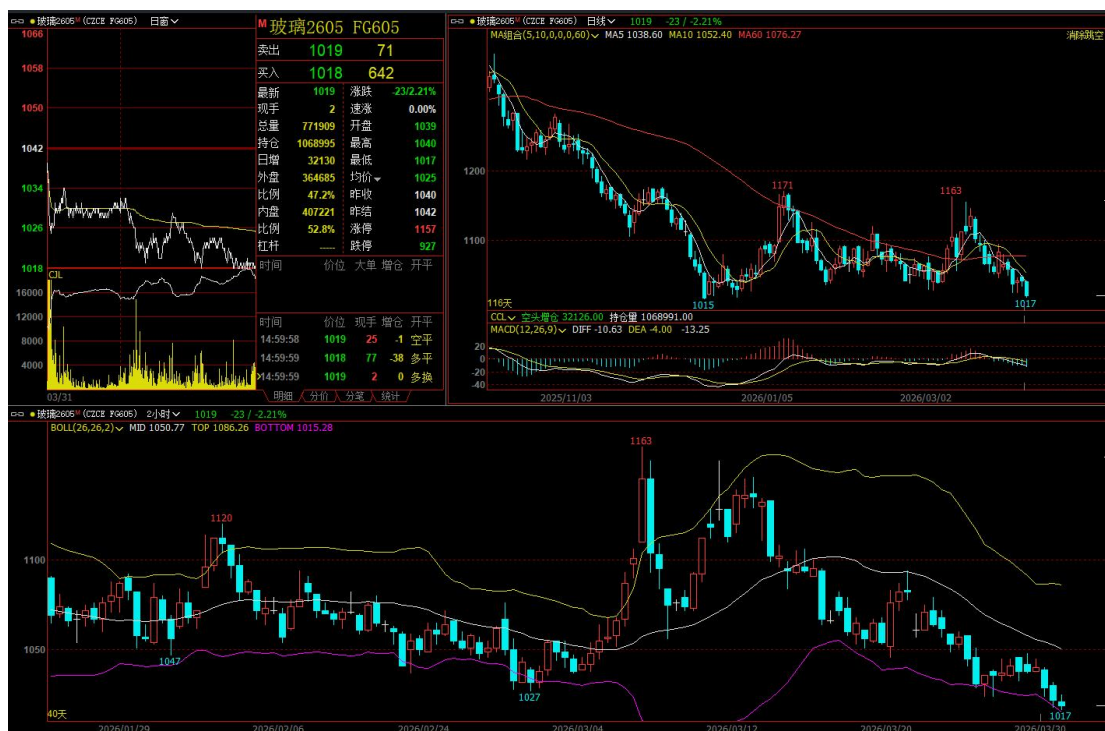 玻璃2605M (CZCE FG605) 日窗
1066
1058
1050
1042
1034
1026
1018
CJL
16000
12000
8000
4000
03/31
M 玻璃2605 FG605
卖出 1019 71
买入 1018 642
最新 1019 涨跌 -23/2.21%
现手 2 速涨 0.00%
总量 771909 开盘 1039
持仓 1068995 最高 1040
日增 32130 最低 1017
外盘 364685 均价 1025
比例 47.2% 昨收 1040
内盘 407221 昨结 1042
比例 52.8% 涨停 1157
杠杆 —— 跌停 927
时间 价位 大单 增仓 开平
时间 价位 现手 增仓 开平
14:59:58 1019 25 -1 空平
14:59:59 1018 77 -38 多平
14:59:59 1019 2 0 多换
明细 分价 分笔 统计
玻璃2605M (CZCE FG605) 日线 1019 -23 / -2.21%
MA组合(5,10,0,0,0,60) MA5 1038.60 MA10 1052.40 MA60 1076.27 消除跳空
1200
1171
1163
1100
116天
1015
1017
CCL 空头增仓 32126.00 持仓量 1068991.00
MACD(12,26,9) DIFF -10.63 DEA -4.00 -13.25
20
0
-20
-40
2025/11/03 2026/01/05 2026/03/02
玻璃2605M (CZCE FG605) 2小时 1019 -23 / -2.21%
BOLL(26,26,2) MID 1050.77 TOP 1086.26 BOTTOM 1015.28
1163
1120
1100
1050
1047
1027
1017
40天
2026/01/29 2026/02/06 2026/02/24 2026/03/04 2026/03/12 2026/03/20 2026/03/30